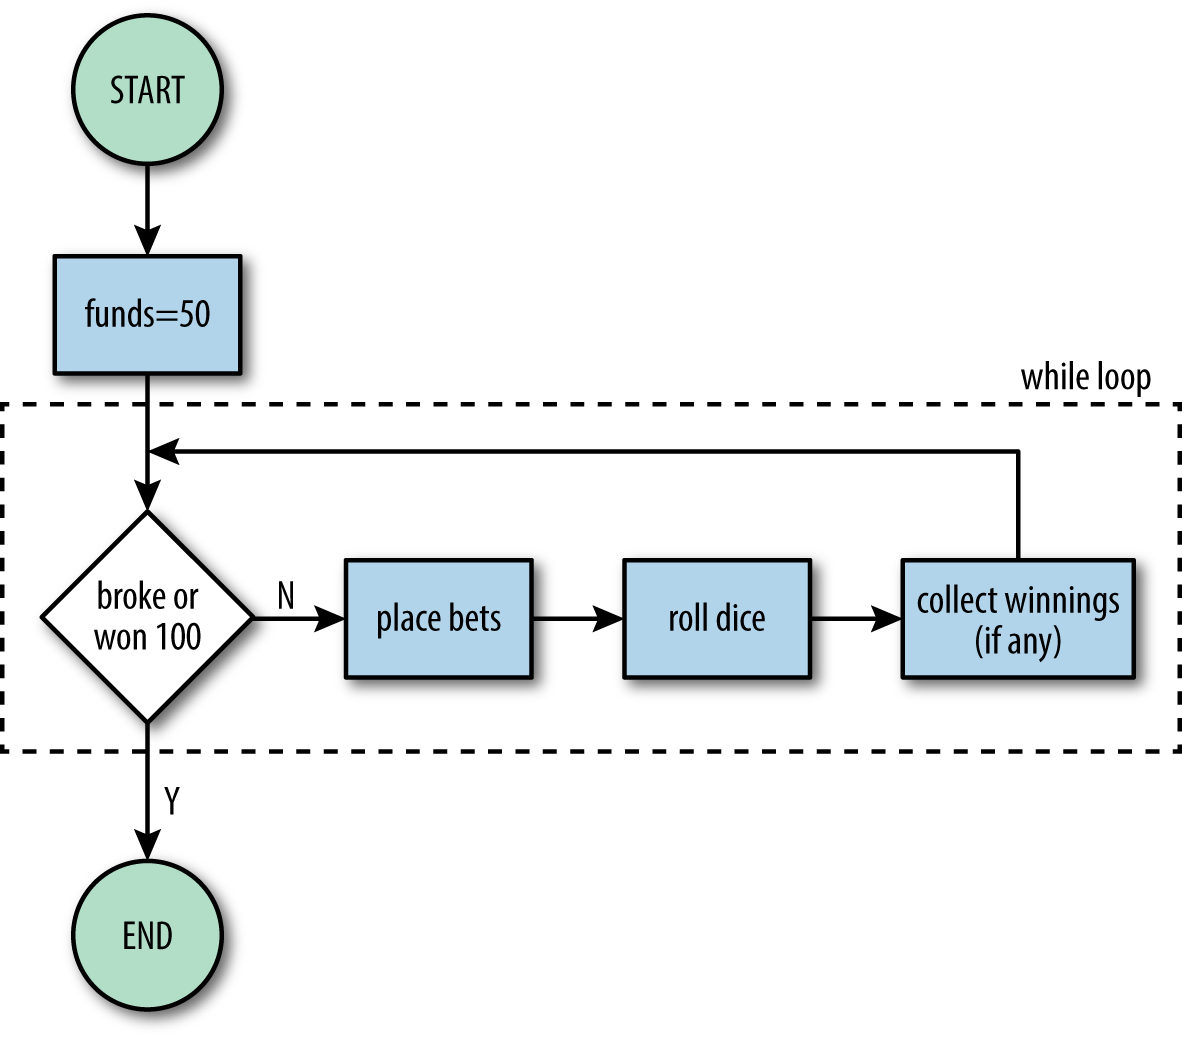 START
funds=50
while loop
broke or
won 100
N
place bets
roll dice
collect winnings
(if any)
Y
END